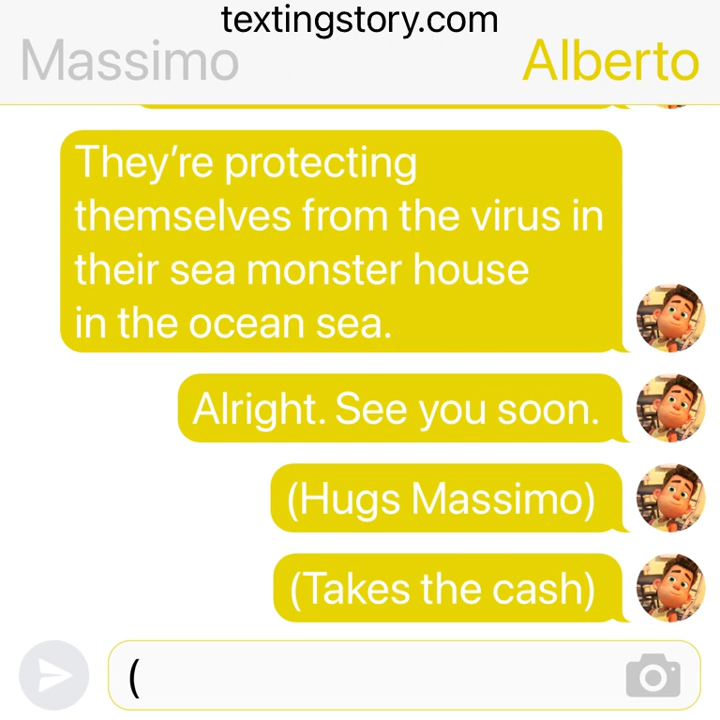 textingstory.com
Massimo
Alberto
They’re protecting
themselves from the virus in
their sea monster house
in the ocean sea.
Alright. See you soon.
(Hugs Massimo)
(Takes the cash)
(